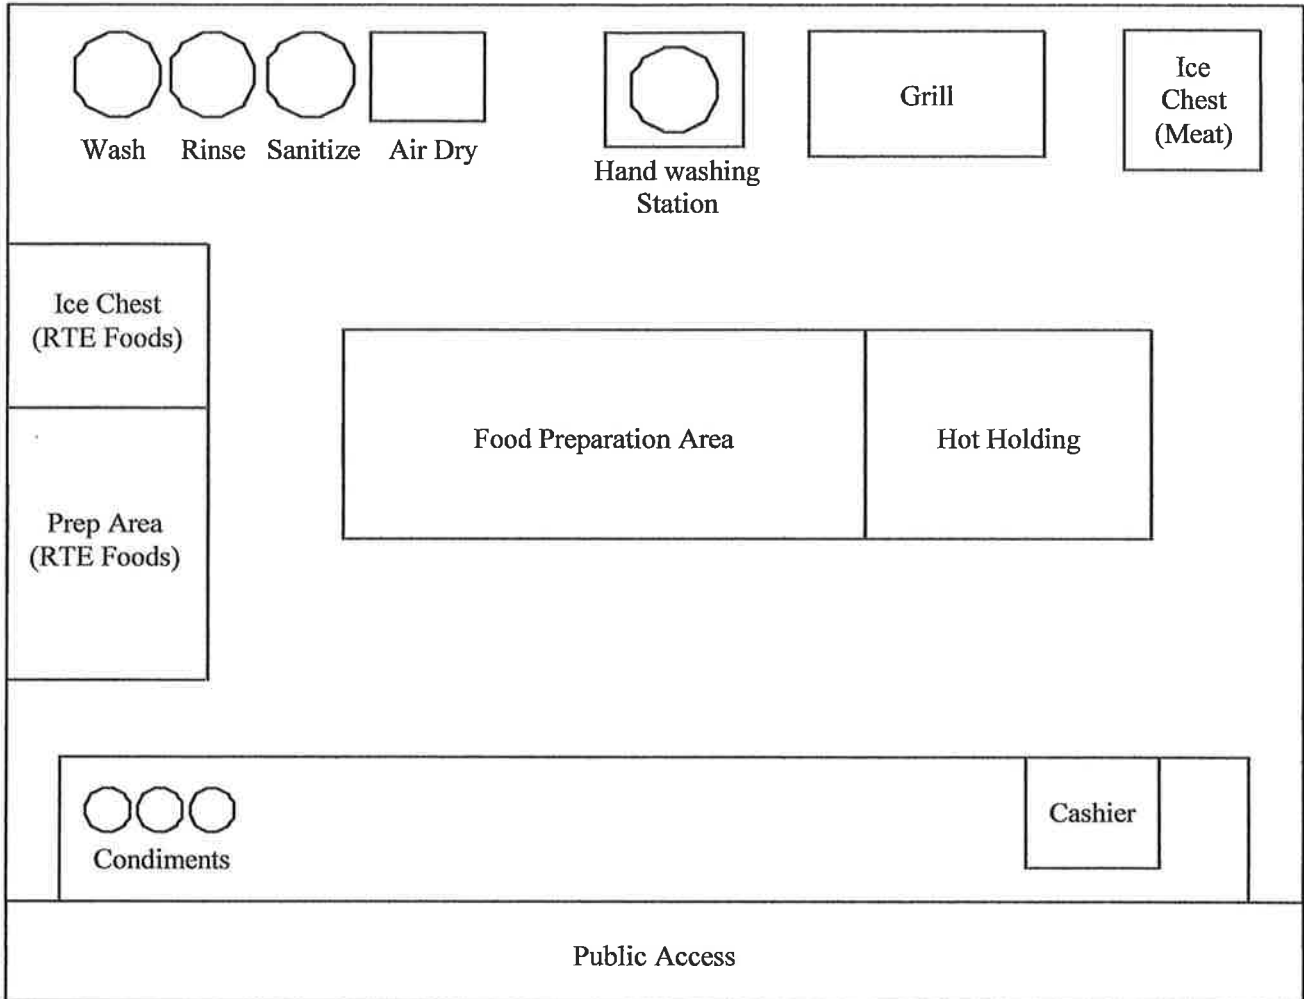 Wash
Rinse
Sanitize
Air Dry
Hand washing
Station
Grill
Ice
Chest
(Meat)
Ice Chest
(RTE Foods)
Food Preparation Area
Hot Holding
Prep Area
(RTE Foods)
Condiments
Cashier
Public Access